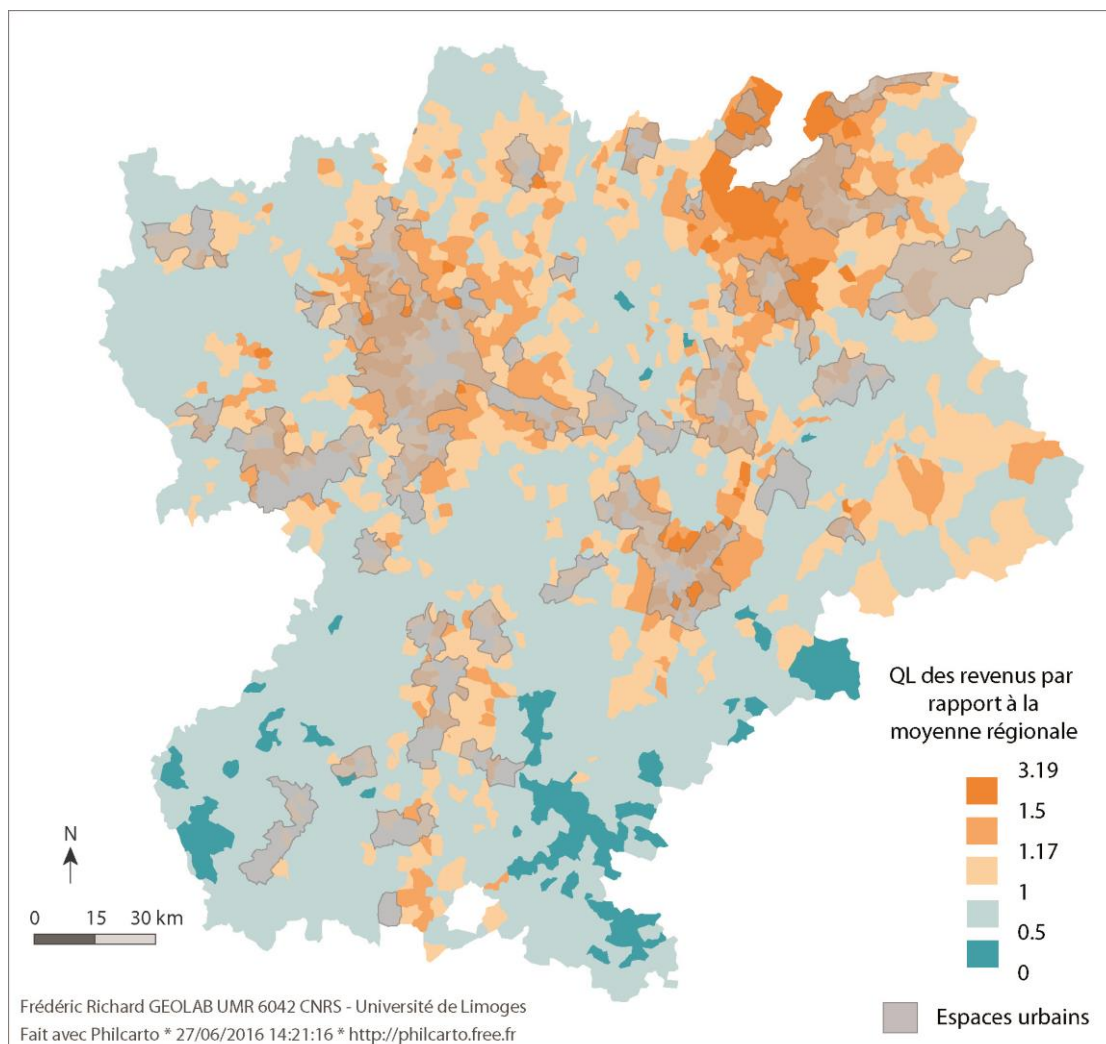 QL des revenus par
rapport à la
moyenne régionale
3.19
1.5
1.17
1
0.5
0
Espaces urbains
N
0 15 30 km
Frédéric Richard GEOLAB UMR 6042 CNRS - Université de Limoges
Fait avec Philcarto * 27/06/2016 14:21:16 * http://philcarto.free.fr